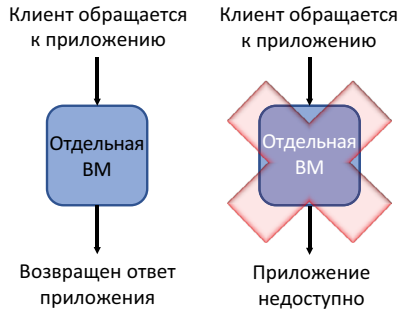 Клиент обращается
к приложению
Отдельная
ВМ
Возвращен ответ
приложения
Клиент обращается
к приложению
Отдельная
ВМ
Приложение
недоступно